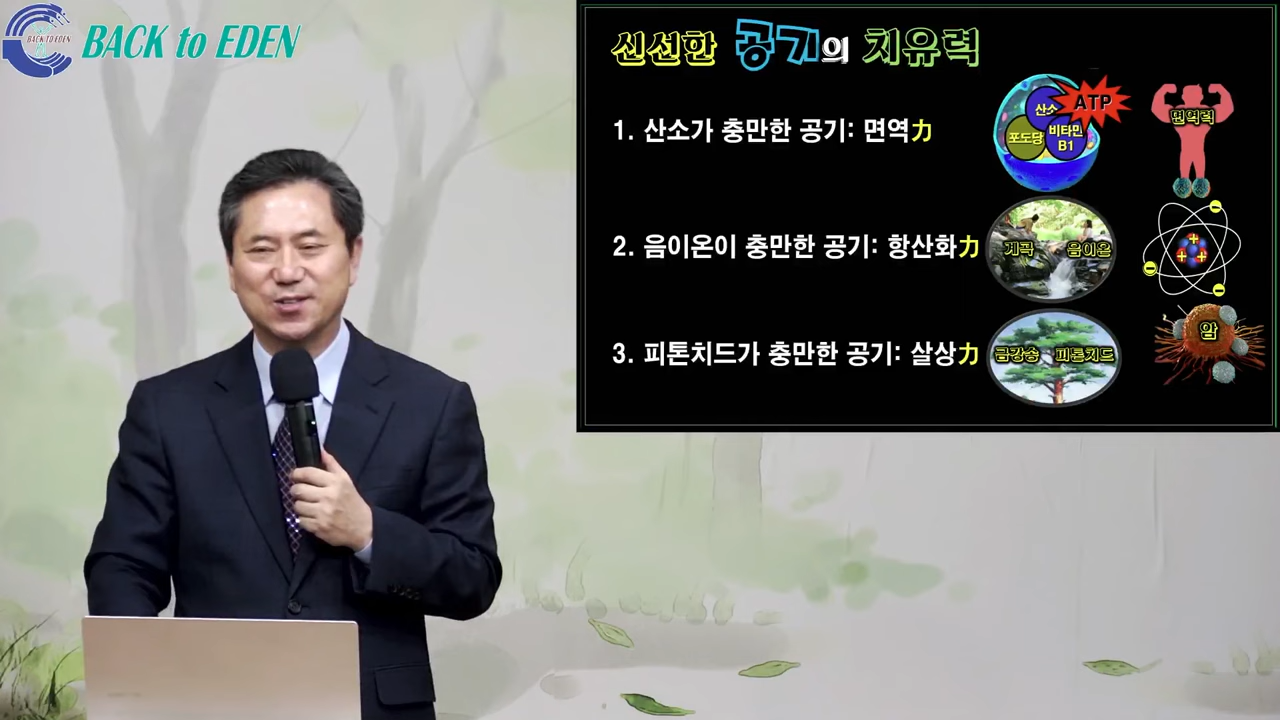 BACK TO EDEN
BACK to EDEN
신선한 공기의 치유력
1. 산소가 충만한 공기: 면역力
산소
ATP
포도당
비타민
B1
면역력
2. 음이온이 충만한 공기: 항산화力
계곡
음이온
3. 피톤치드가 충만한 공기: 살상力
금강송
피톤치드
암